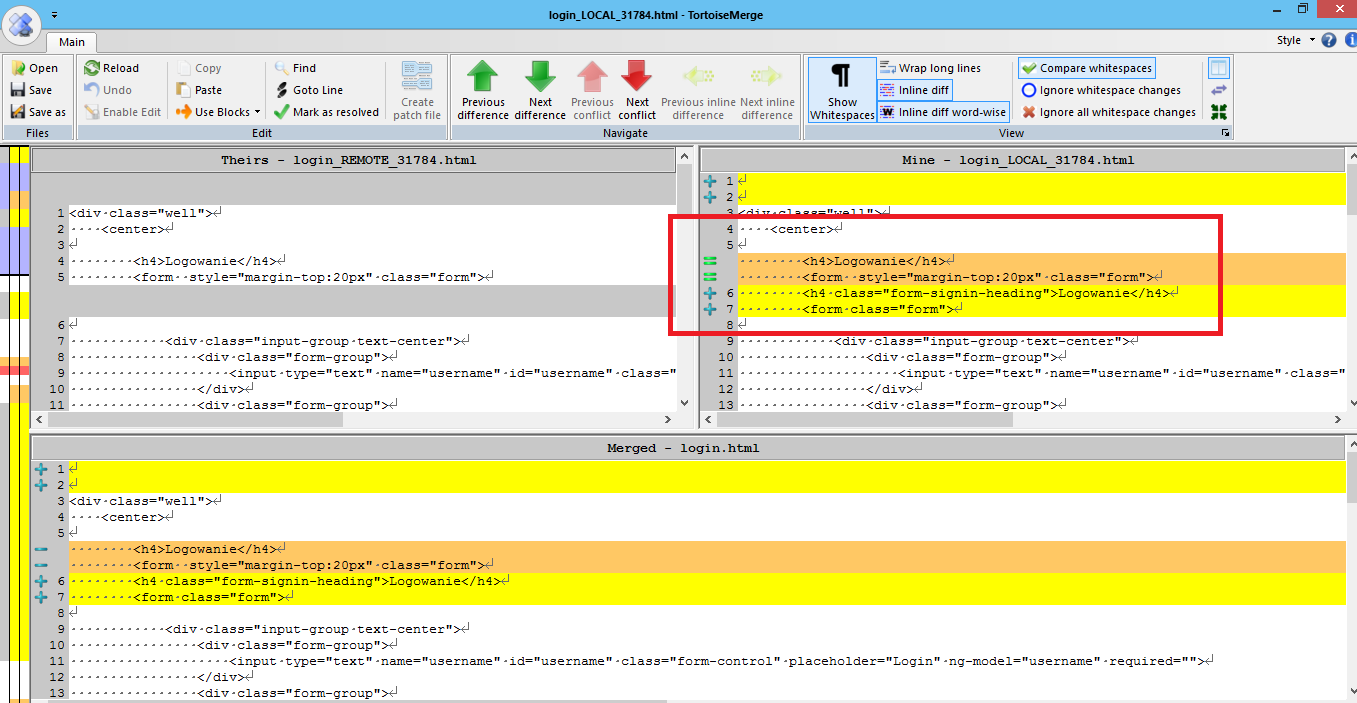 login_LOCAL_31784.html - TortoiseMerge
Main
Style
Open
Save
Save as
Files
Reload
Undo
Enable Edit
Copy
Paste
Use Blocks
Find
Goto Line
Mark as resolved
Edit
Create patch file
Previous difference
Next difference
Previous conflict
Next conflict
Previous inline difference
Next inline difference
Navigate
Show Whitespaces
Wrap long lines
Inline diff
Inline diff word-wise
Compare whitespaces
Ignore whitespace changes
Ignore all whitespace changes
View
Theirs - login_REMOTE_31784.html
1 <div·class="well">↵
2 ····<center>↵
3 ↵
4 ········<h4>Logowanie</h4>↵
5 ········<form··style="margin-top:20px"·class="form">↵
6 ↵
7 ············<div·class="input-group·text-center">↵
8 ················<div·class="form-group">↵
9 ····················<input·type="text"·name="username"·id="username"·class="
10 ················</div>↵
11 ················<div·class="form-group">↵
Mine - login_LOCAL_31784.html
1 ↵
2 ↵
3 <div·class="well">↵
4 ····<center>↵
5 ↵
········<h4>Logowanie</h4>↵
········<form··style="margin-top:20px"·class="form">↵
6 ········<h4·class="form-signin-heading">Logowanie</h4>↵
7 ········<form·class="form">↵
8 ↵
9 ············<div·class="input-group·text-center">↵
10 ················<div·class="form-group">↵
11 ····················<input·type="text"·name="username"·id="username"·class="
12 ················</div>↵
13 ················<div·class="form-group">↵
Merged - login.html
1 ↵
2 ↵
3 <div·class="well">↵
4 ····<center>↵
5 ↵
········<h4>Logowanie</h4>↵
········<form··style="margin-top:20px"·class="form">↵
6 ········<h4·class="form-signin-heading">Logowanie</h4>↵
7 ········<form·class="form">↵
8 ↵
9 ············<div·class="input-group·text-center">↵
10 ················<div·class="form-group">↵
11 ····················<input·type="text"·name="username"·id="username"·class="form-control"·placeholder="Login"·ng-model="username"·required="">↵
12 ················</div>↵
13 ················<div·class="form-group">↵